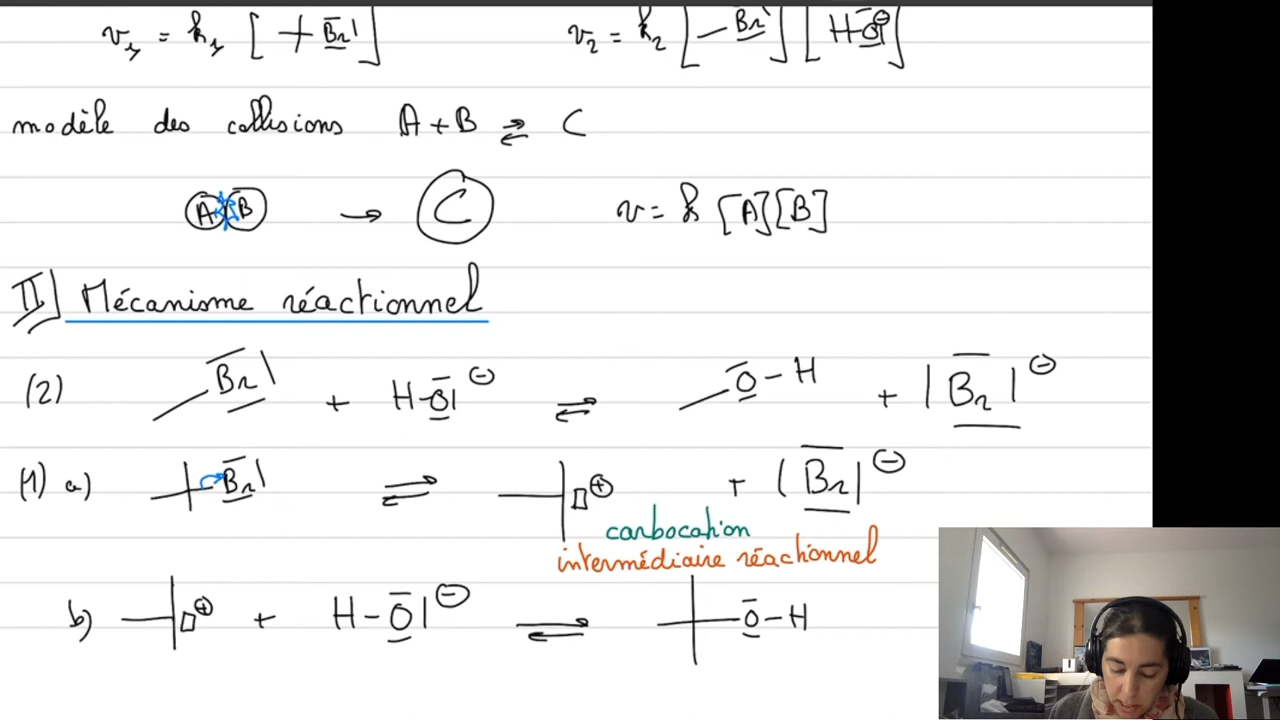 v₁ = k₁ [ Br ] v₂ = k₂ [ Br ] [ H-O⊖ ]
modèle des collisions A + B ⇌ C
A B → C v = k [A][B]
II) Mécanisme réactionnel
(2) Br + H-O⊖ ⇌ O-H + Br⊖
(1) a) Br ⇌ □⊕ + Br⊖
carbocation
intermédiaire réactionnel
b) □⊕ + H-O⊖ ⇌ O-H